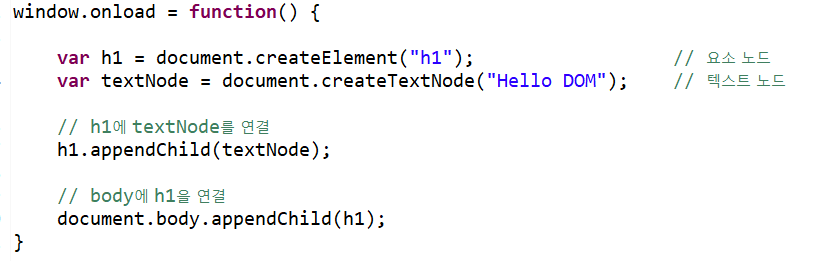 window.onload = function() {
var h1 = document.createElement("h1"); // 요소 노드
var textNode = document.createTextNode("Hello DOM"); // 텍스트 노드
// h1에 textNode를 연결
h1.appendChild(textNode);
// body에 h1을 연결
document.body.appendChild(h1);
}